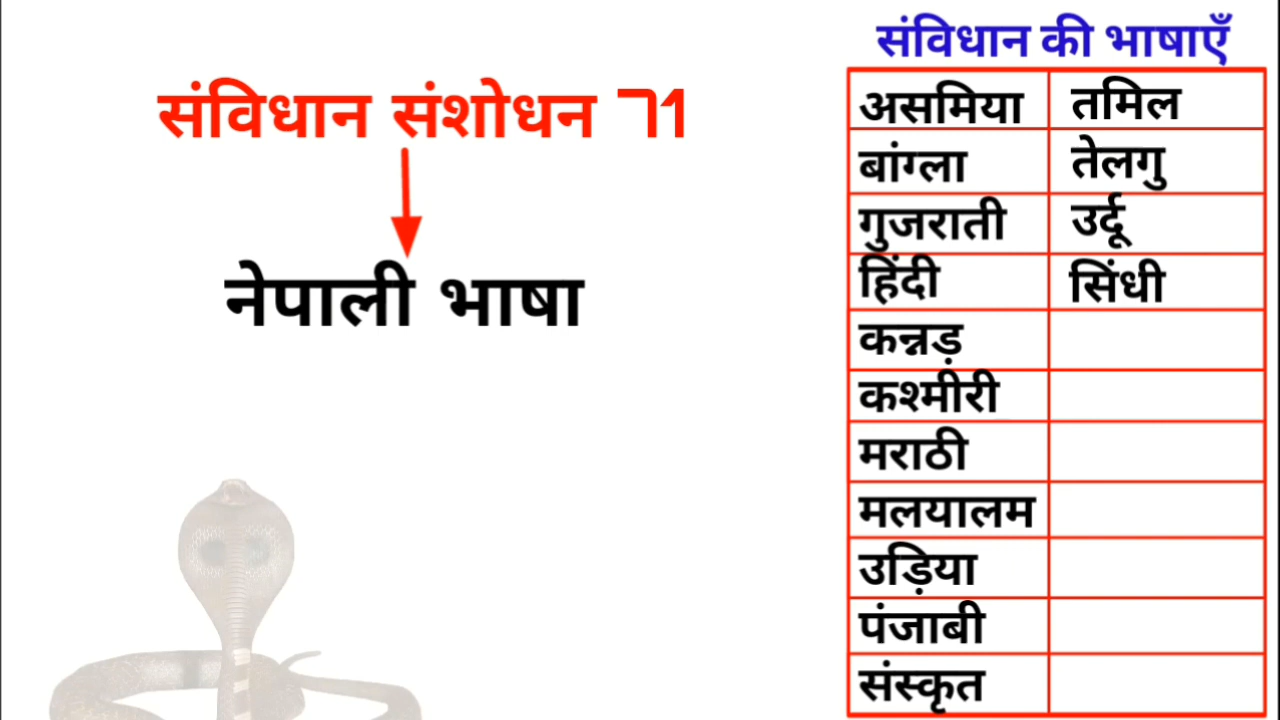 संविधान की भाषाएँ
संविधान संशोधन 71
नेपाली भाषा
असमिया तमिल
बांग्ला तेलगु
गुजराती उर्दू
हिंदी सिंधी
कन्नड़
कश्मीरी
मराठी
मलयालम
उड़िया
पंजाबी
संस्कृत